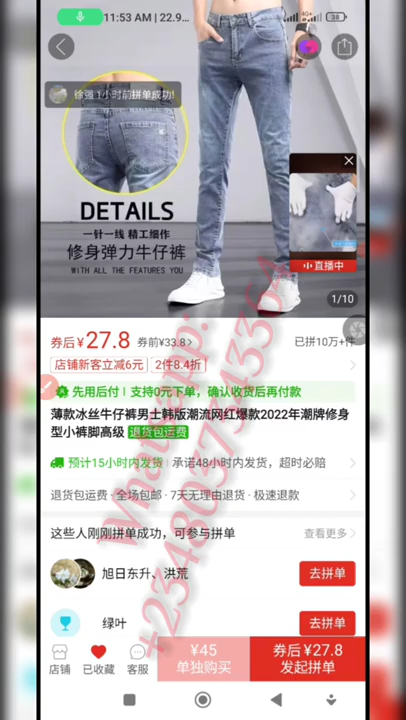 11:53 AM | 22.9...
4G+
38
徐强 1小时前拼单成功!
DETAILS
一针一线 精工细作
修身弹力牛仔裤
WITH ALL THE FEATURES YOU
直播中
1/10
券后¥27.8 券前¥33.8 已拼10万+件
店铺新客立减6元 2件8.4折
先用后付 | 支持0元下单，确认收货后再付款
薄款冰丝牛仔裤男士韩版潮流网红爆款2022年潮牌修身
型小裤脚高级 退货包运费
预计15小时内发货 | 承诺48小时内发货，超时必赔
退货包运费 · 全场包邮 · 7天无理由退货 · 极速退款
这些人刚刚拼单成功，可参与拼单 查看更多
旭日东升、洪荒 去拼单
绿叶 去拼单
¥45 券后¥27.8
店铺 已收藏 客服 单独购买 发起拼单